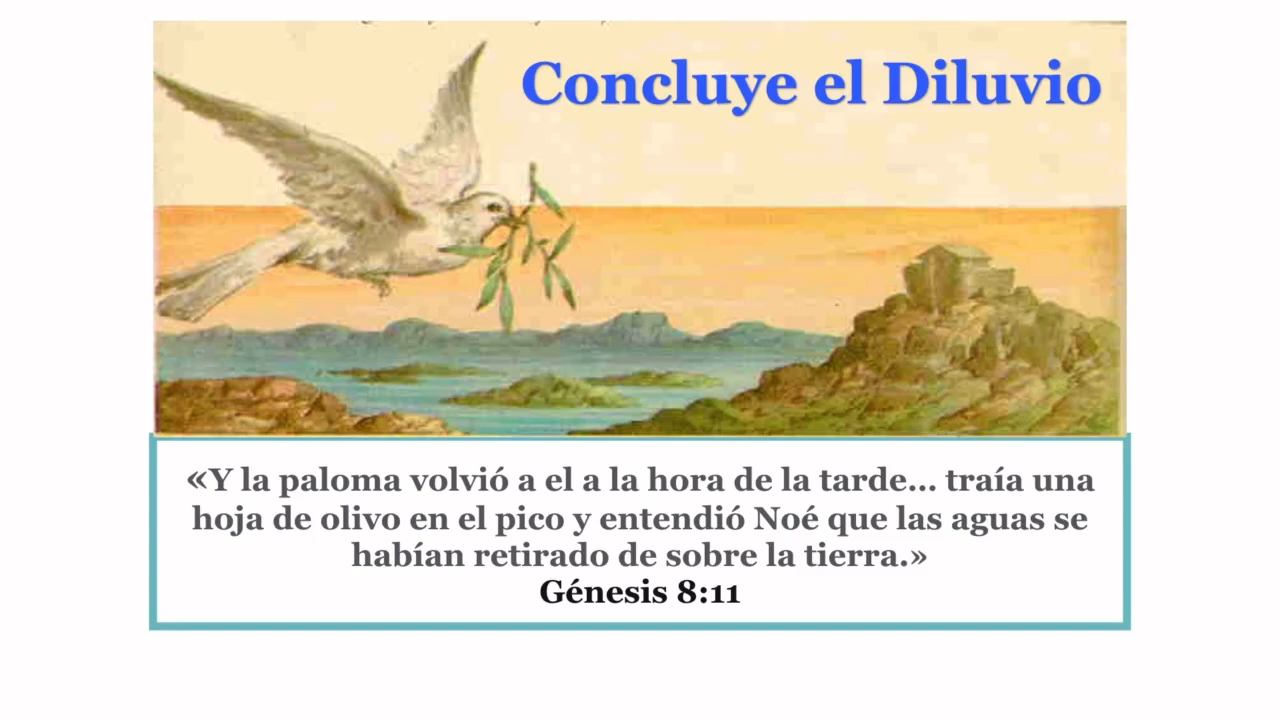 Concluye el Diluvio
«Y la paloma volvió a el a la hora de la tarde... traía una
hoja de olivo en el pico y entendió Noé que las aguas se
habían retirado de sobre la tierra.»
Génesis 8:11